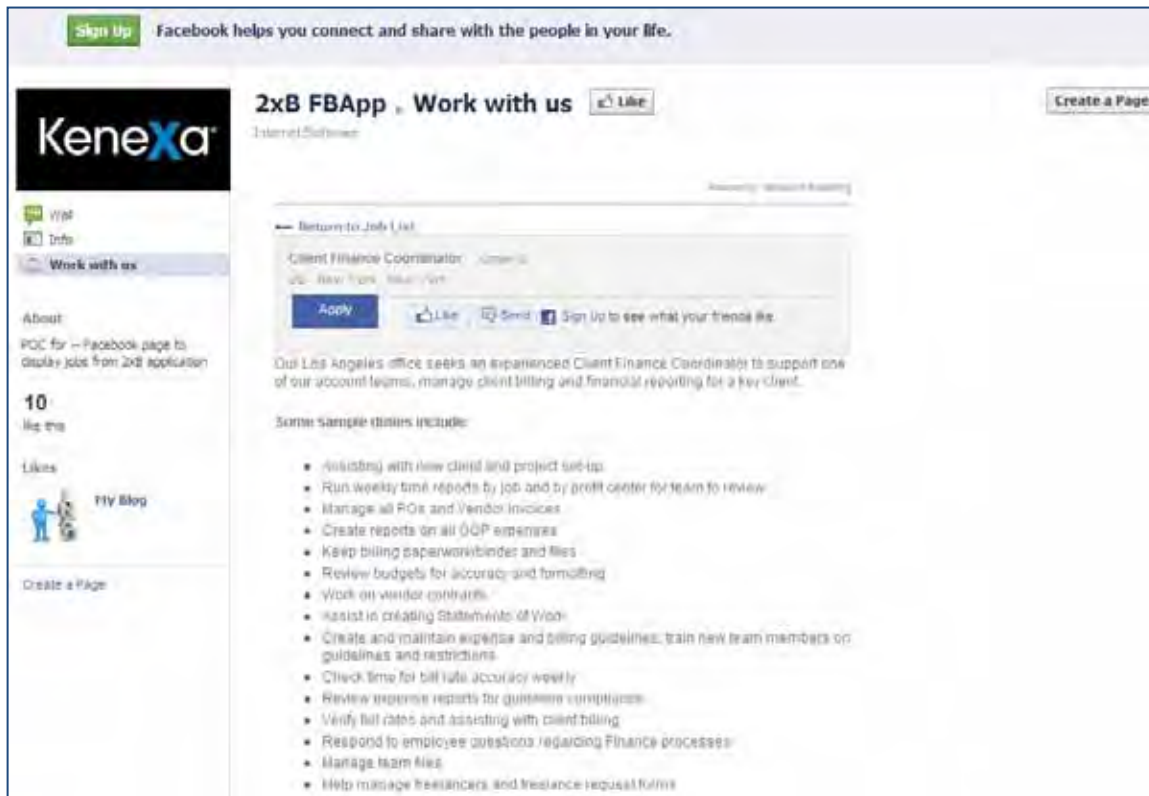 Sign Up Facebook helps you connect and share with the people in your life.
Kenexa
2xB FBApp . Work with us Like
Create a Page
Internet/Software
Wall
Info
Work with us
About
POC for -- Facebook page to
display jobs from 2xB application
10
like this
Likes
My Blog
Create a Page
Return to Job List
Client Finance Coordinator
New York
Apply Like Send Sign Up to see what your friends like.
Our Los Angeles office seeks an experienced Client Finance Coordinator to support one
of our account teams, manage client billing and financial reporting for a key client.
Some sample duties include:
Assisting with new client and project set-up
Run weekly time reports by job and by profit center for team to review
Manage all POs and Vendor Invoices
Create reports on all OOP expenses
Keep billing paperwork/binder and files
Review budgets for accuracy and formatting
Work on vendor contracts
Assist in creating Statements of Work
Create and maintain expense and billing guidelines, train new team members on
guidelines and restrictions
Check time for bill rate accuracy weekly
Review expense reports for guideline compliance
Verify bill rates and assisting with client billing
Respond to employee questions regarding Finance processes
Manage team files
Help manage freelancers and freelance request forms